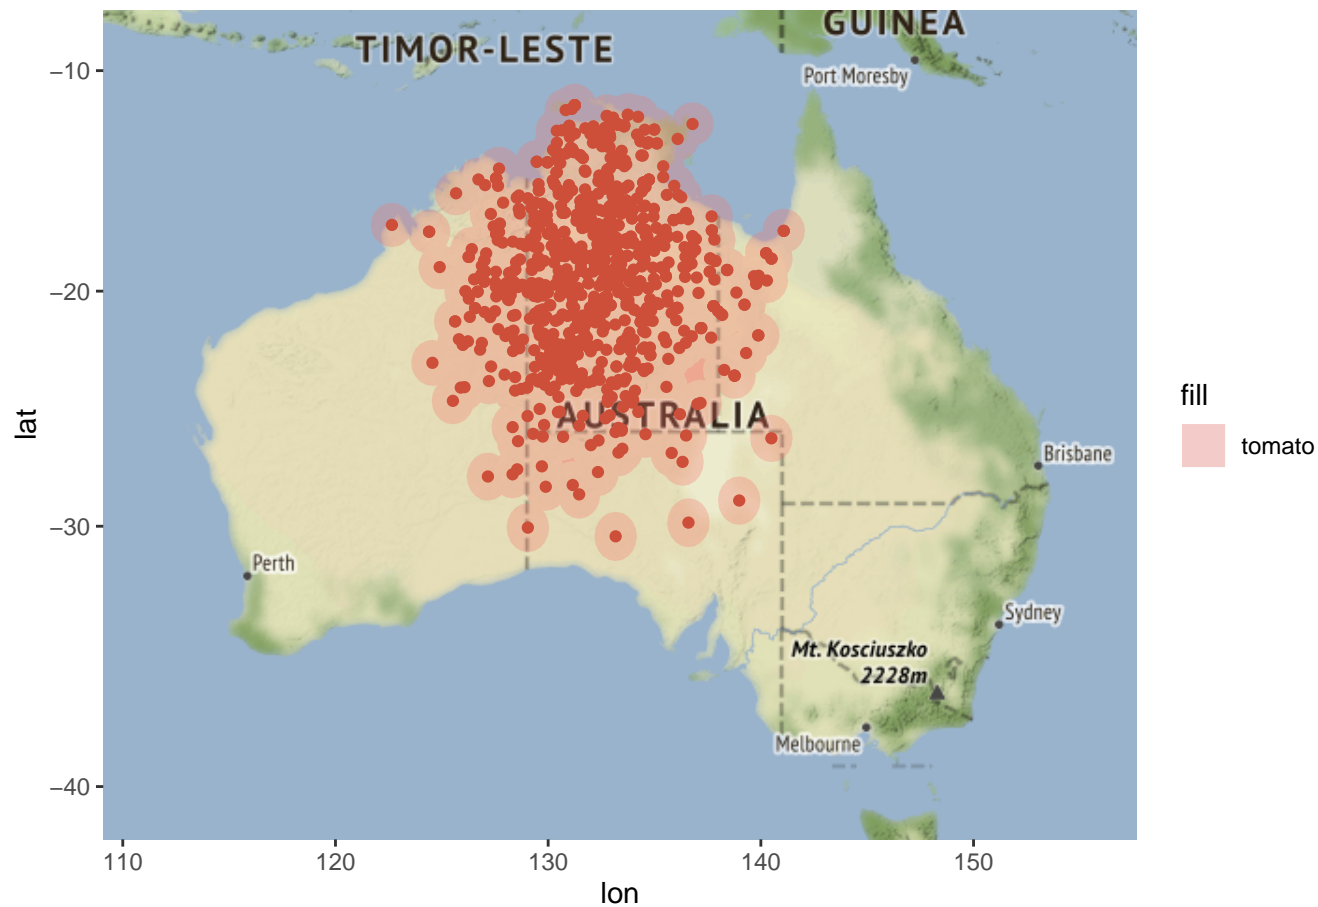 GUINEA
TIMOR-LESTE
Port Moresby
−10
−20
−30
−40
lat
AUSTRALIA
Brisbane
Perth
Sydney
Mt. Kosciuszko
2228m
Melbourne
110
120
130
140
150
lon
fill
tomato